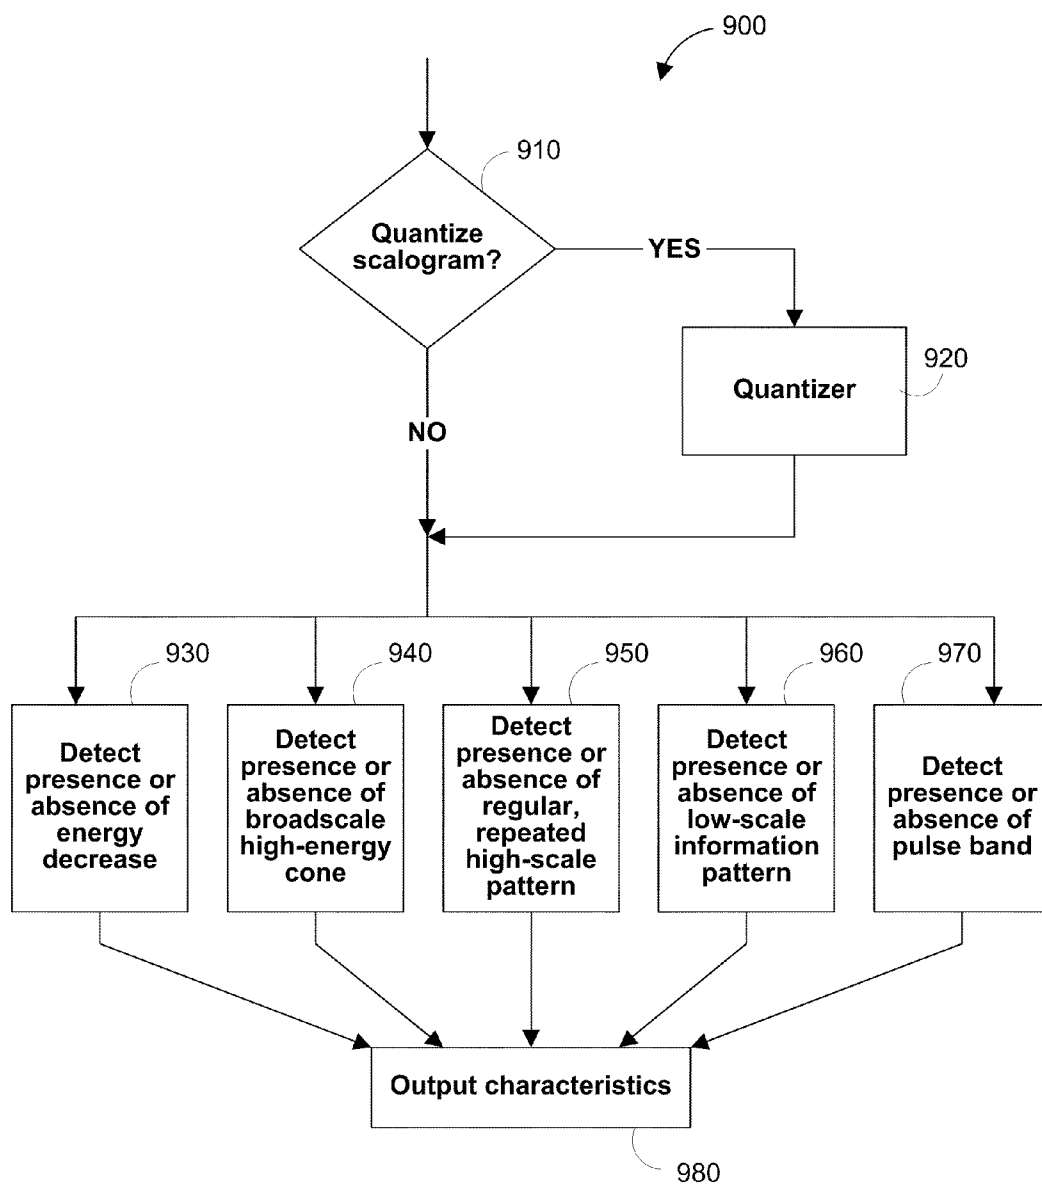 900
910
Quantize
scalogram?
YES
920
Quantizer
NO
930
940
950
960
970
Detect
presence or
absence of
energy
decrease
Detect
presence or
absence of
broadscale
high-energy
cone
Detect
presence or
absence of
regular,
repeated
high-scale
pattern
Detect
presence or
absence of
low-scale
information
pattern
Detect
presence or
absence of
pulse band
Output characteristics
980